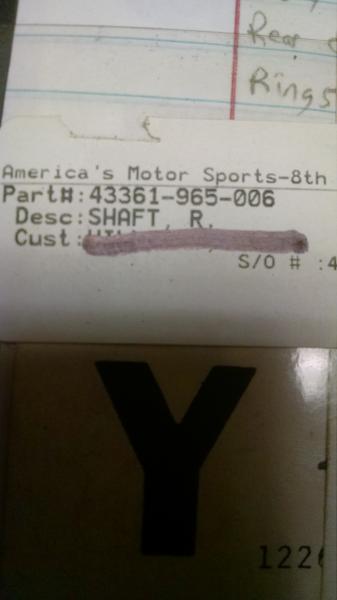 Rear
Rings
America's Motor Sports-8th
Part#:43361-965-006
Desc:SHAFT, R.
Cust:
S/O # :4
Y
122